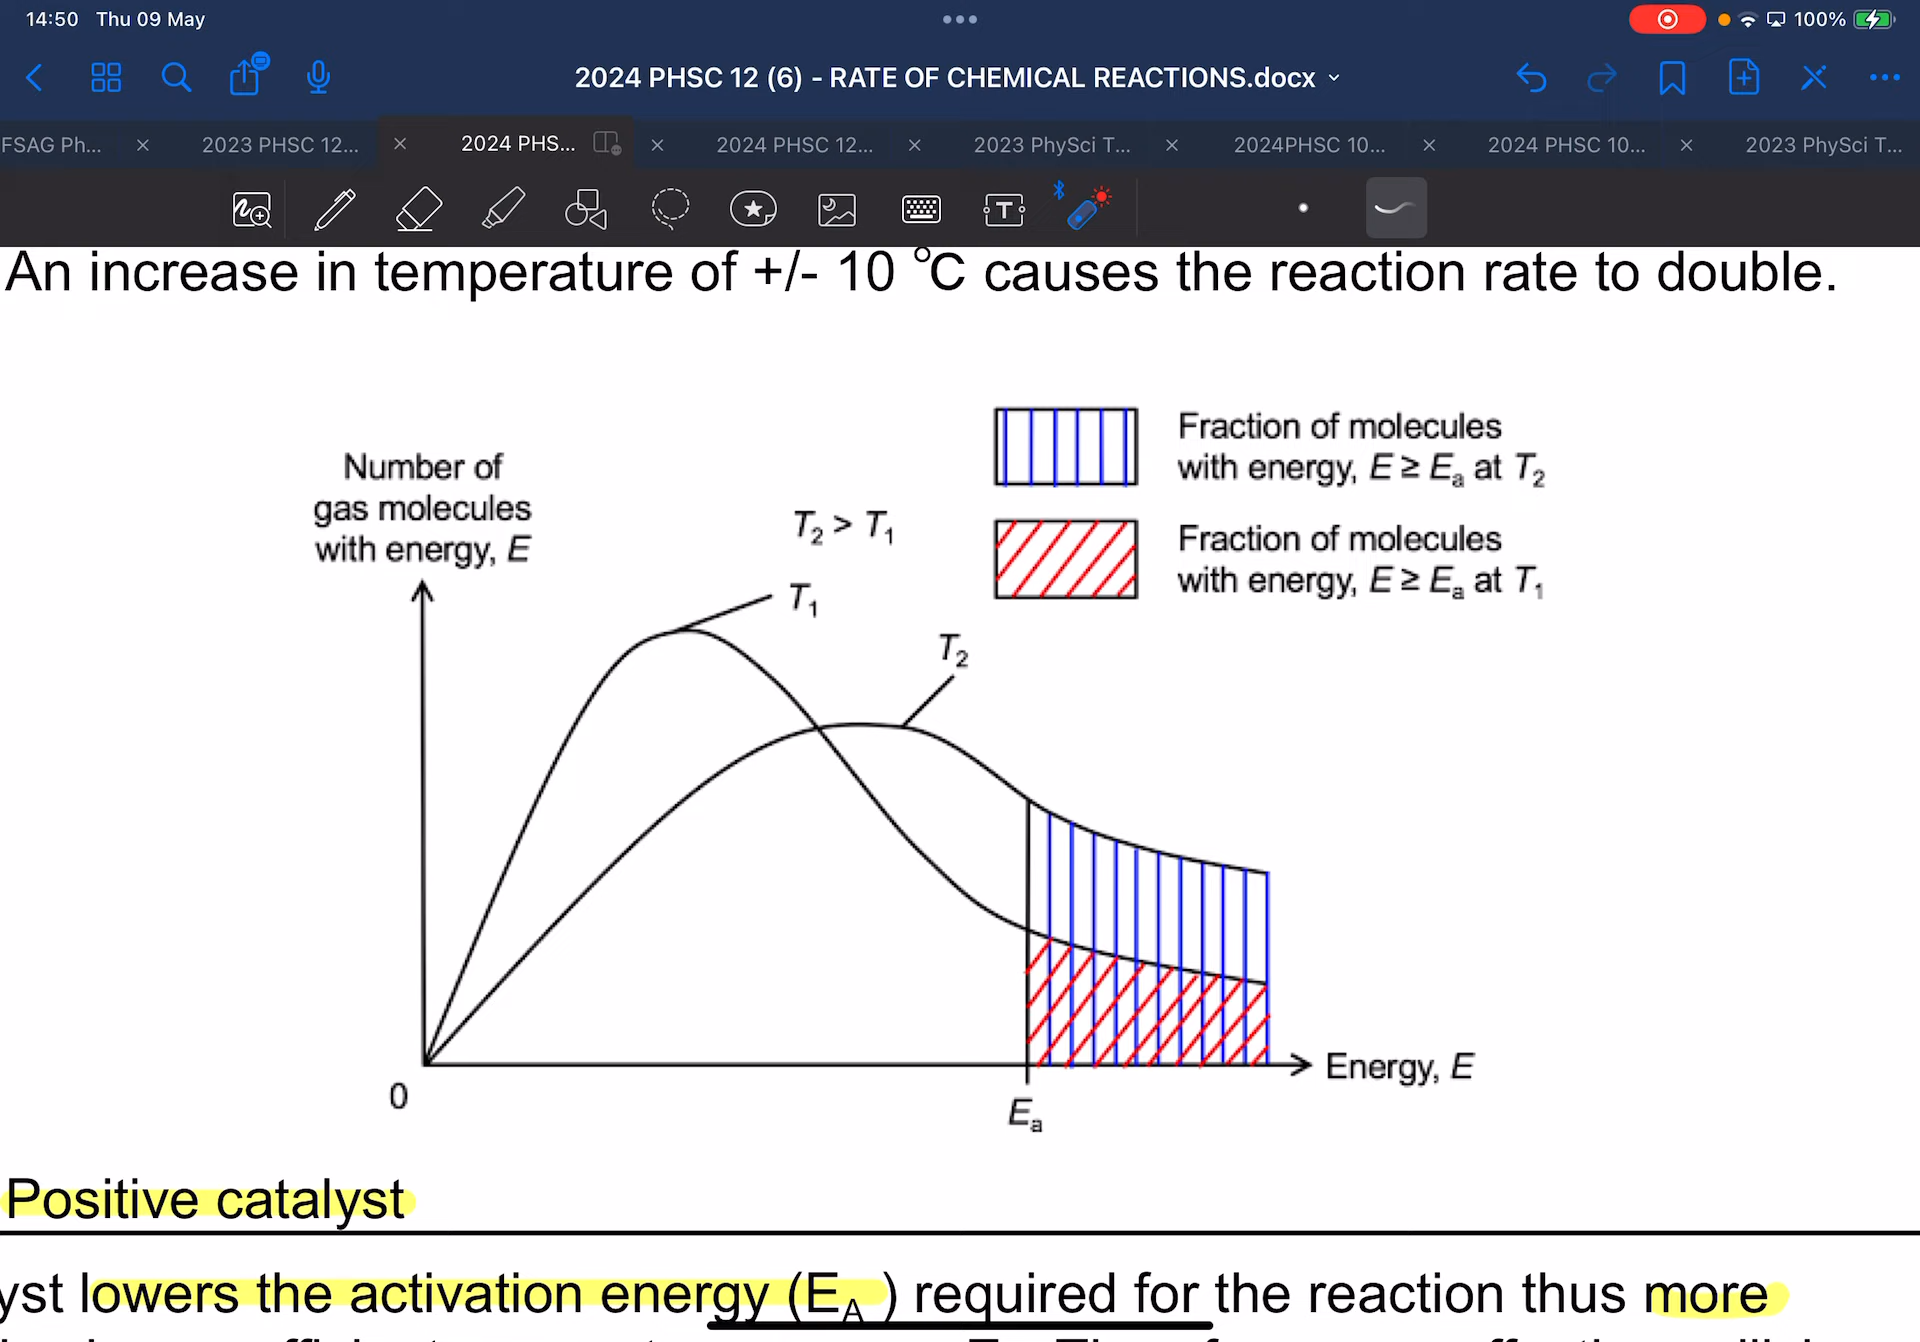 14:50 Thu 09 May
100%
2024 PHSC 12 (6) - RATE OF CHEMICAL REACTIONS.docx
FSAG Ph... 2023 PHSC 12... 2024 PHS... 2024 PHSC 12... 2023 PhySci T... 2024PHSC 10... 2024 PHSC 10... 2023 PhySci T...
An increase in temperature of +/- 10 °C causes the reaction rate to double.
Number of
gas molecules
with energy, E
T₂ > T₁
T₁
T₂
Fraction of molecules
with energy, E ≥ Eₐ at T₂
Fraction of molecules
with energy, E ≥ Eₐ at T₁
0
Eₐ
Energy, E
Positive catalyst
yst lowers the activation energy (E_A) required for the reaction thus more